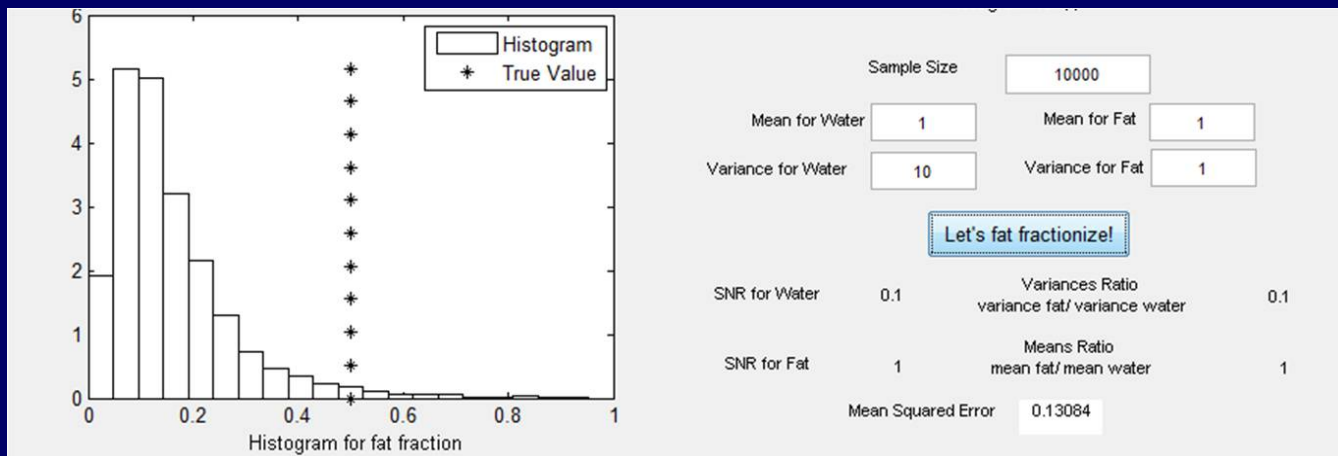 6
5
4
3
2
1
0
0 0.2 0.4 0.6 0.8 1
Histogram for fat fraction
Histogram
True Value
Sample Size 10000
Mean for Water 1 Mean for Fat 1
Variance for Water 10 Variance for Fat 1
Let's fat fractionize!
SNR for Water 0.1 Variances Ratio
variance fat/ variance water 0.1
SNR for Fat 1 Means Ratio
mean fat/ mean water 1
Mean Squared Error 0.13084